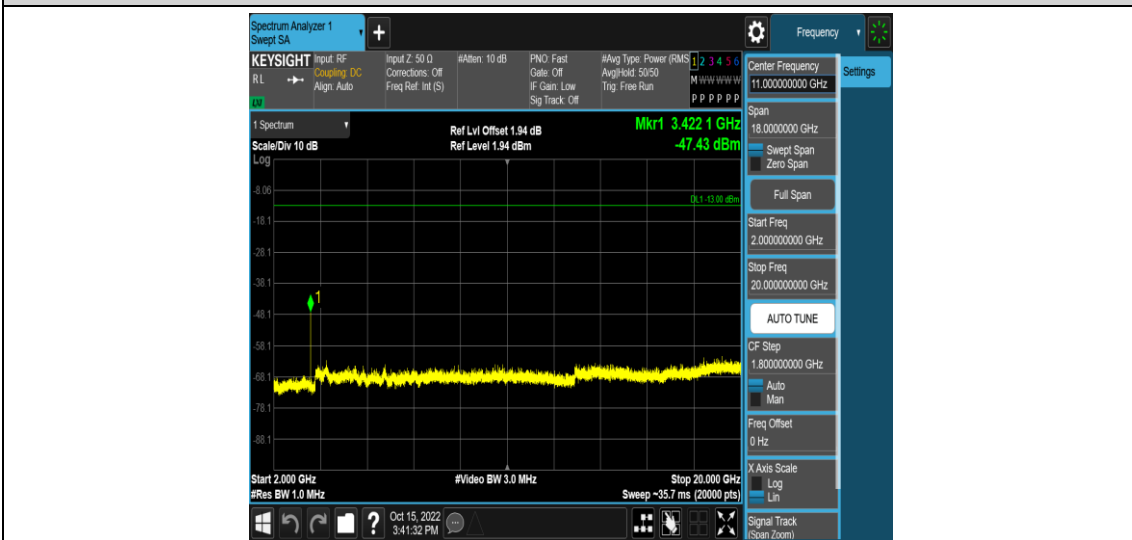 Spectrum Analyzer 1
Swept SA
+
Frequency
KEYSIGHT
RL
LW
Input: RF
Coupling: DC
Align: Auto
Input Z: 50 Ω
Corrections: Off
Freq Ref: Int (S)
#Atten: 10 dB
PNO: Fast
Gate: Off
IF Gain: Low
Sig Track: Off
#Avg Type: Power (RMS
Avg|Hold: 50/50
Trig: Free Run
1 2 3 4 5 6
M W W W W W
P P P P P P
1 Spectrum
Scale/Div 10 dB
Log
Ref Lvl Offset 1.94 dB
Ref Level 1.94 dBm
Mkr1 3.422 1 GHz
-47.43 dBm
-8.06
DL1 -13.00 dBm
-18.1
-28.1
-38.1
1
-48.1
-58.1
-68.1
-78.1
-88.1
Start 2.000 GHz
#Res BW 1.0 MHz
#Video BW 3.0 MHz
Stop 20.000 GHz
Sweep ~35.7 ms (20000 pts)
?
Oct 15, 2022
3:41:32 PM
Center Frequency
11.000000000 GHz
Settings
Span
18.0000000 GHz
Swept Span
Zero Span
Full Span
Start Freq
2.000000000 GHz
Stop Freq
20.000000000 GHz
AUTO TUNE
CF Step
1.800000000 GHz
Auto
Man
Freq Offset
0 Hz
X Axis Scale
Log
Lin
Signal Track
(Span Zoom)